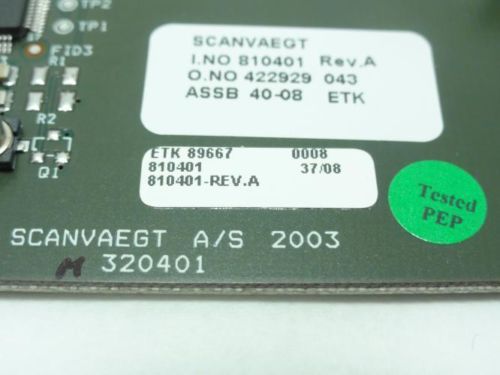 TP2
TP1
FID3
R1
R2
Q1
SCANVAEGT
I.NO 810401 Rev.A
O.NO 422929 043
ASSB 40-08 ETK
ETK 89667 0008
810401 37/08
810401-REV.A
Tested
PEP
SCANVAEGT A/S 2003
M 320401